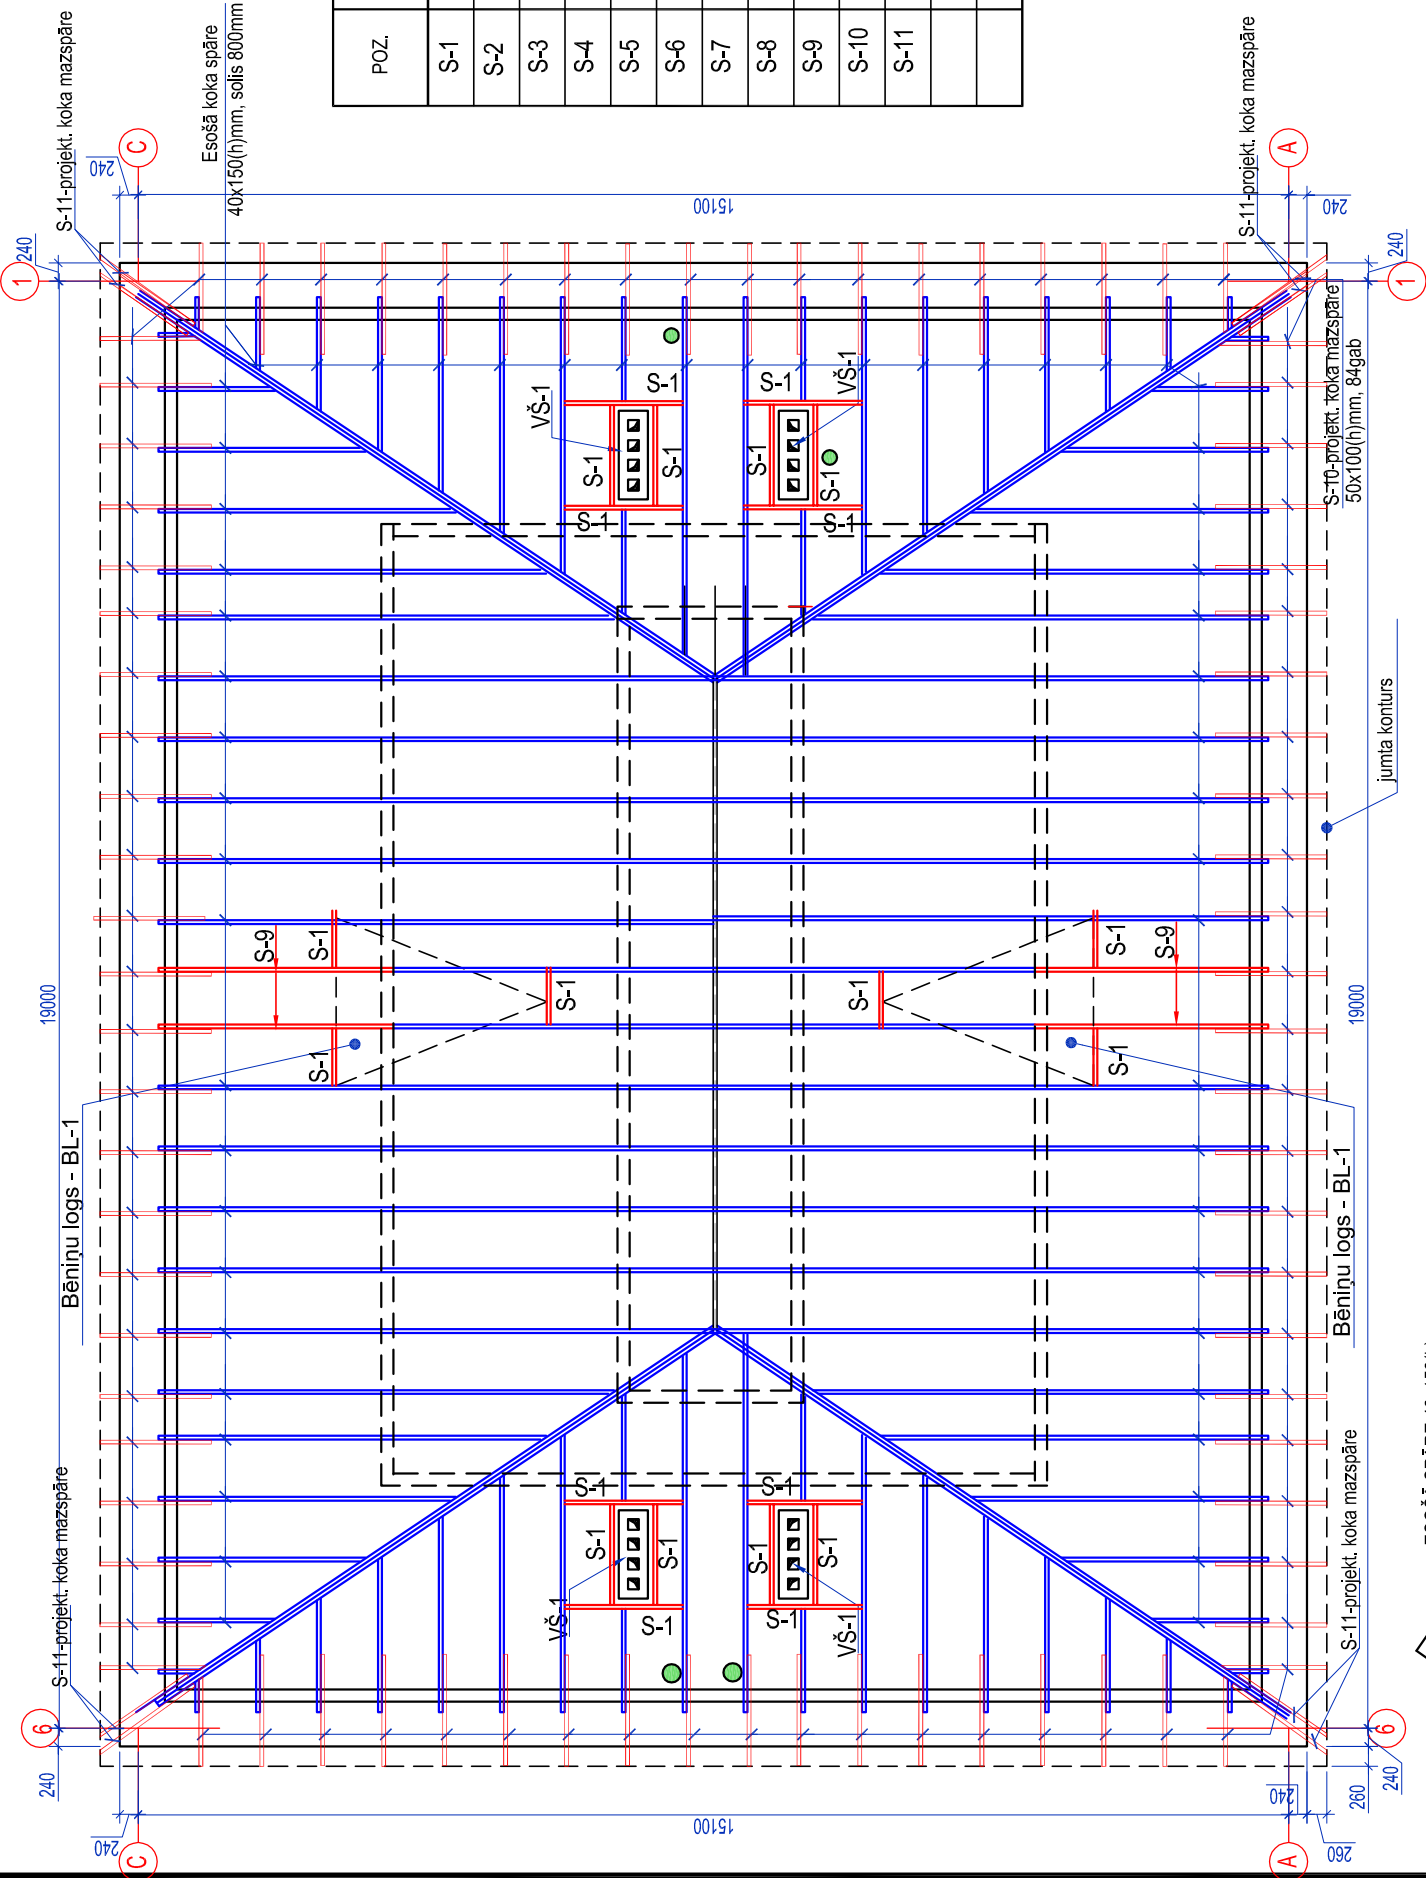 POZ.
S-1
S-2
S-3
S-4
S-5
S-6
S-7
S-8
S-9
S-10
S-11
S-11-projekt. koka mazspāre
Esošā koka spāre
40x150(h)mm, solis 800mm
S-11-projekt. koka mazspāre
C
A
1
1
240
240
15100
240
240
S-10-projekt. koka mazspāre
50x100(h)mm, 84gab
VŠ-1
S-1
S-1
S-1
S-1
VŠ-1
S-1
S-1
S-1
S-1
jumta konturs
19000
19000
S-9
S-1
S-1
S-1
S-1
S-1
S-9
S-1
Bēniņu logs - BL-1
Bēniņu logs - BL-1
S-1
S-1
S-1
S-1
VŠ-1
S-1
S-1
S-1
S-1
VŠ-1
S-11-projekt. koka mazspāre
S-11-projekt. koka mazspāre
6
6
240
240
15100
240
260
260
240
C
A